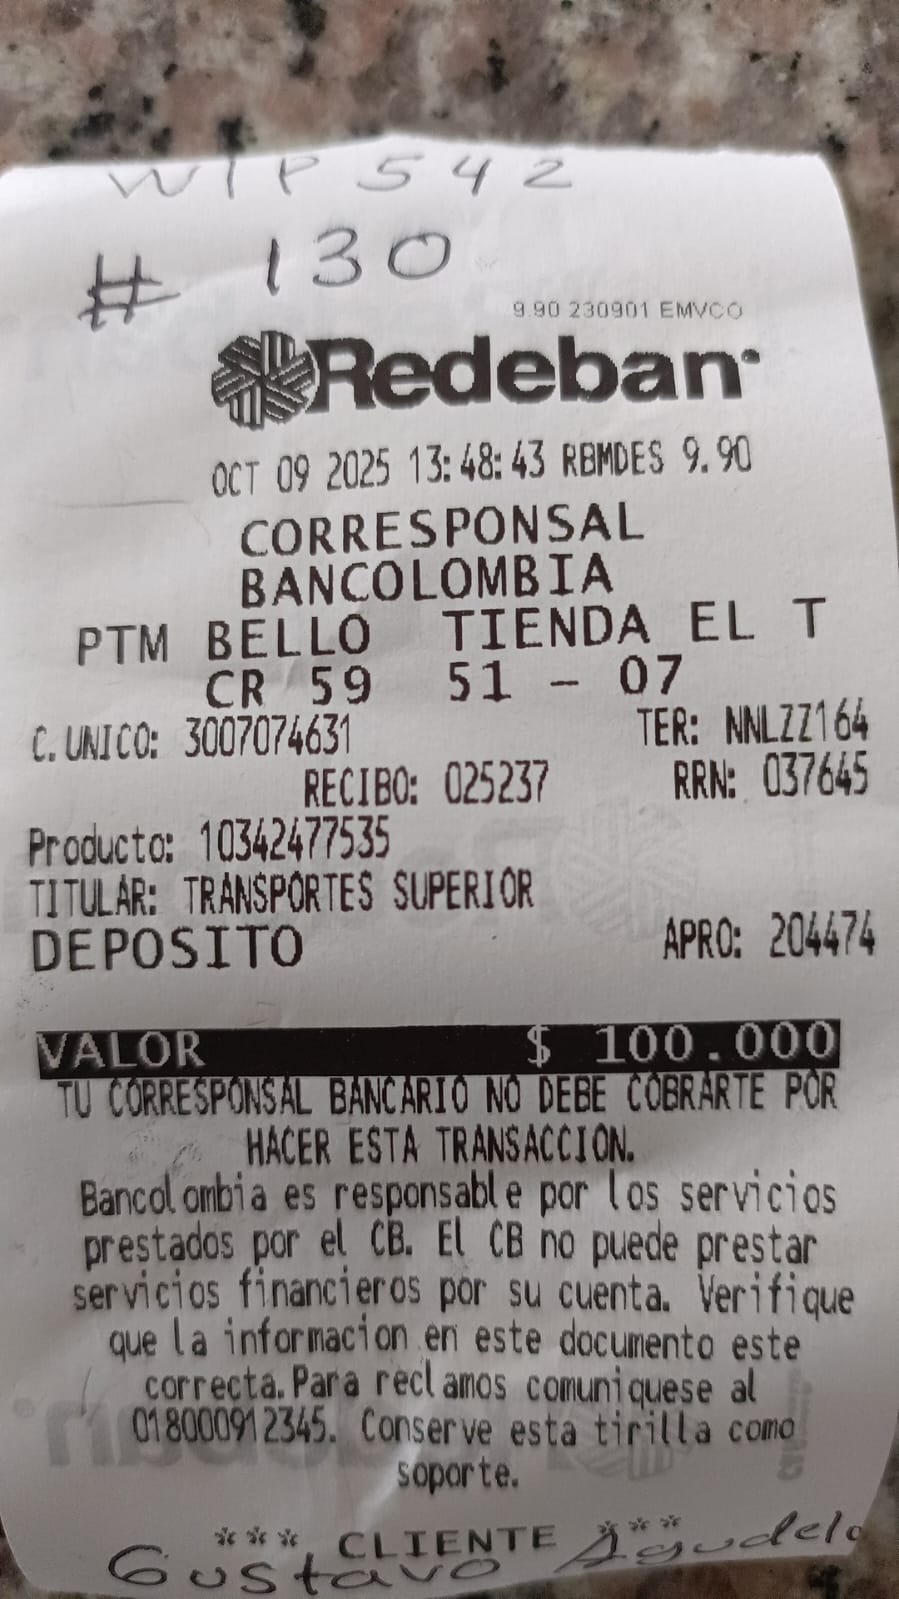 WTP 542
# 130
9.90 230901 EMVCO
Redeban
OCT 09 2025 13:48:43 RBMDES 9.90
CORRESPONSAL
BANCOLOMBIA
PTM BELLO TIENDA EL T
CR 59 51 - 07
C. UNICO: 3007074631 TER: NNLZZ164
RECIBO: 025237 RRN: 037645
Producto: 10342477535
TITULAR: TRANSPORTES SUPERIOR
DEPOSITO APRO: 204474
VALOR $ 100.000
TU CORRESPONSAL BANCARIO NO DEBE COBRARTE POR
HACER ESTA TRANSACCION.
Bancolombia es responsable por los servicios
prestados por el CB. El CB no puede prestar
servicios financieros por su cuenta. Verifique
que la informacion en este documento este
correcta. Para reclamos comuniquese al
018000912345. Conserve esta tirilla como
soporte.
*** CLIENTE ***
Gustavo Agudelo